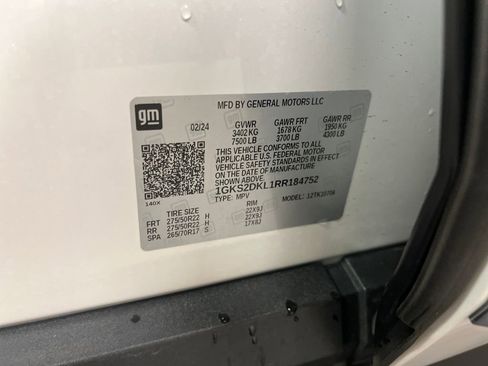 gm
MFD BY GENERAL MOTORS LLC
02/24 GVWR GAWR FRT GAWR RR
3402 KG 1678 KG 1950 KG
7500 LB 3700 LB 4300 LB
THIS VEHICLE CONFORMS TO ALL
APPLICABLE U.S. FEDERAL MOTOR
VEHICLE SAFETY STANDARDS IN EFFECT
ON THE DATE OF MANUFACTURE
SHOWN ABOVE.
1GKS2DKL1RR184752
TYPE: MPV MODEL: 12TK10706
140X
TIRE SIZE RIM
FRT 275/50R22 H 22X9J
RR 275/50R22 H 22X9J
SPA 265/70R17 S 17X8J